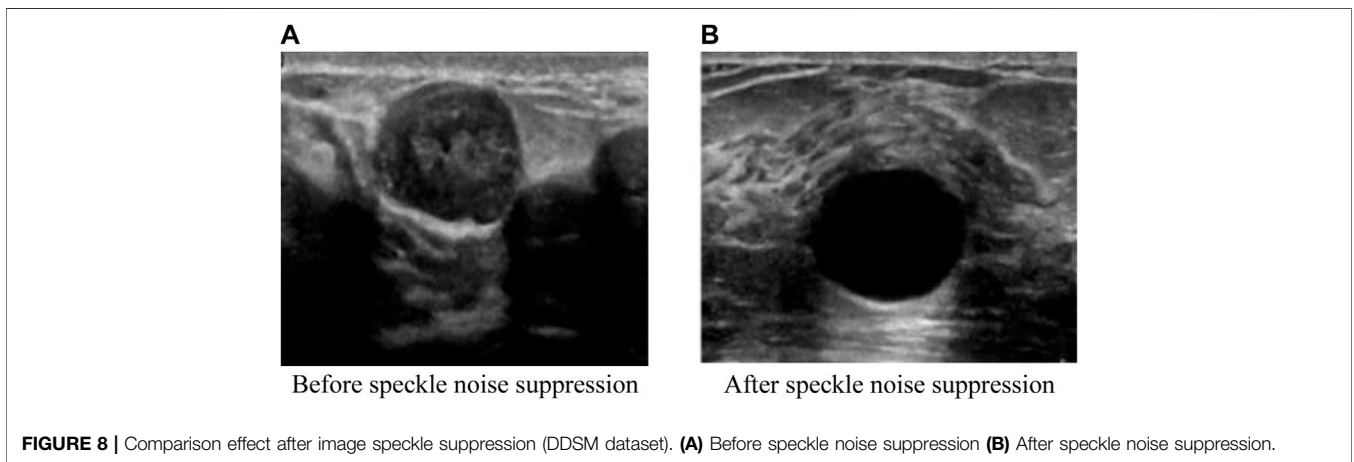 A
B
Before speckle noise suppression
After speckle noise suppression
FIGURE 8 | Comparison effect after image speckle suppression (DDSM dataset). (A) Before speckle noise suppression (B) After speckle noise suppression.